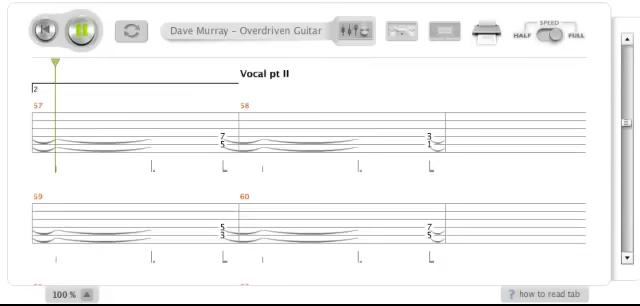 Dave Murray – Overdriven Guitar
SPEED
HALF FULL
Vocal pt II
2
57 58
7 3
5 1
59 60
5 7
3 5
100 %
? how to read tab